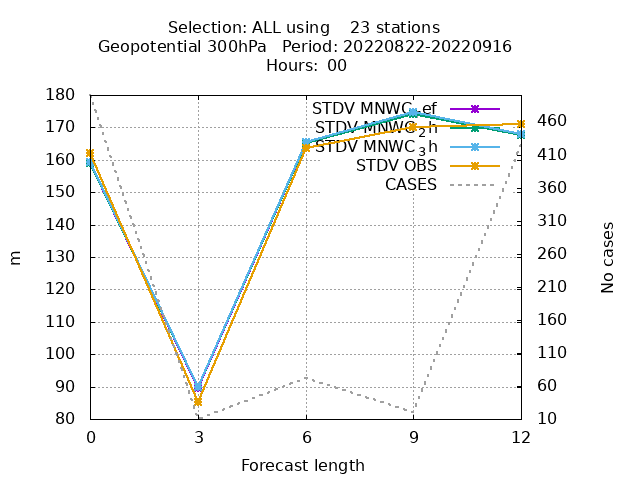 Selection: ALL using 23 stations
Geopotential 300hPa Period: 20220822-20220916
Hours: 00
180
170
160
150
140
130
120
110
100
90
80
m
STDV MNWC_ref
STDV MNWC_2h
STDV MNWC_3h
STDV OBS
CASES
460
410
360
310
260
210
160
110
60
10
No cases
0 3 6 9 12
Forecast length